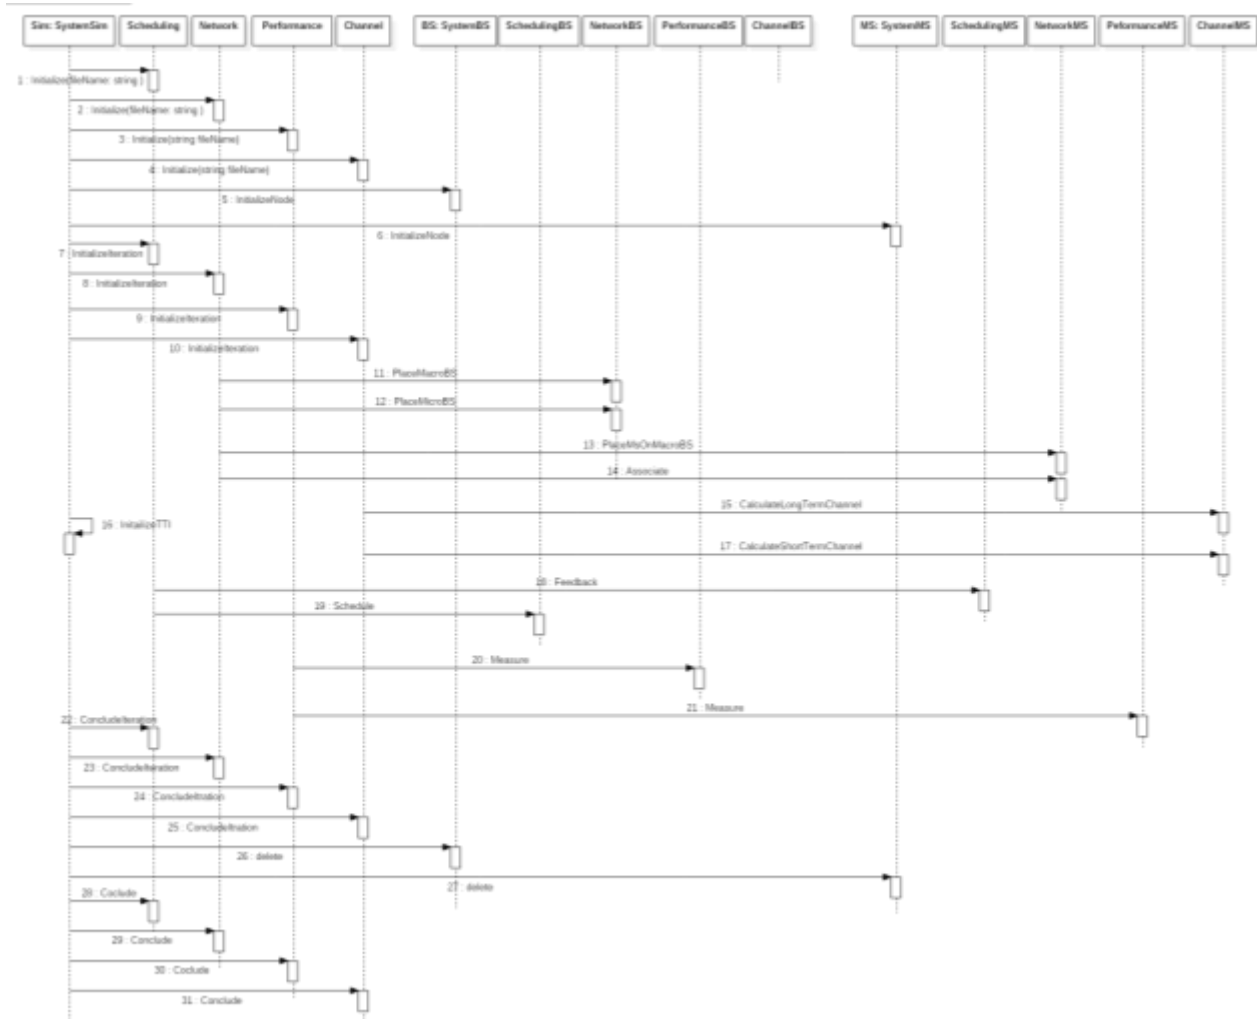 Sim: SystemSim
Scheduling
Network
Performance
Channel
BS: SystemBS
SchedulingBS
NetworkBS
PerformanceBS
ChannelBS
MS: SystemMS
SchedulingMS
NetworkMS
PeformanceMS
ChannelMS
1 : Initialize(fileName: string )
2 : Initialize(fileName: string )
3 : Initialize(string fileName)
4 : Initialize(string fileName)
5 : InitializeNode
6 : InitializeNode
7 : InitializeIteration
8 : InitializeIteration
9 : InitializeIteration
10 : InitializeIteration
11 : PlaceMacroBS
12 : PlaceMicroBS
13 : PlaceMsOnMacroBS
14 : Associate
15 : CalculateLongTermChannel
16 : InitializeTTI
17 : CalculateShortTermChannel
18 : Feedback
19 : Schedule
20 : Measure
21 : Measure
22 : ConcludeIteration
23 : ConcludeIteration
24 : ConcludeItration
25 : ConcludeItration
26 : delete
27 : delete
28 : Coclude
29 : Conclude
30 : Coclude
31 : Conclude